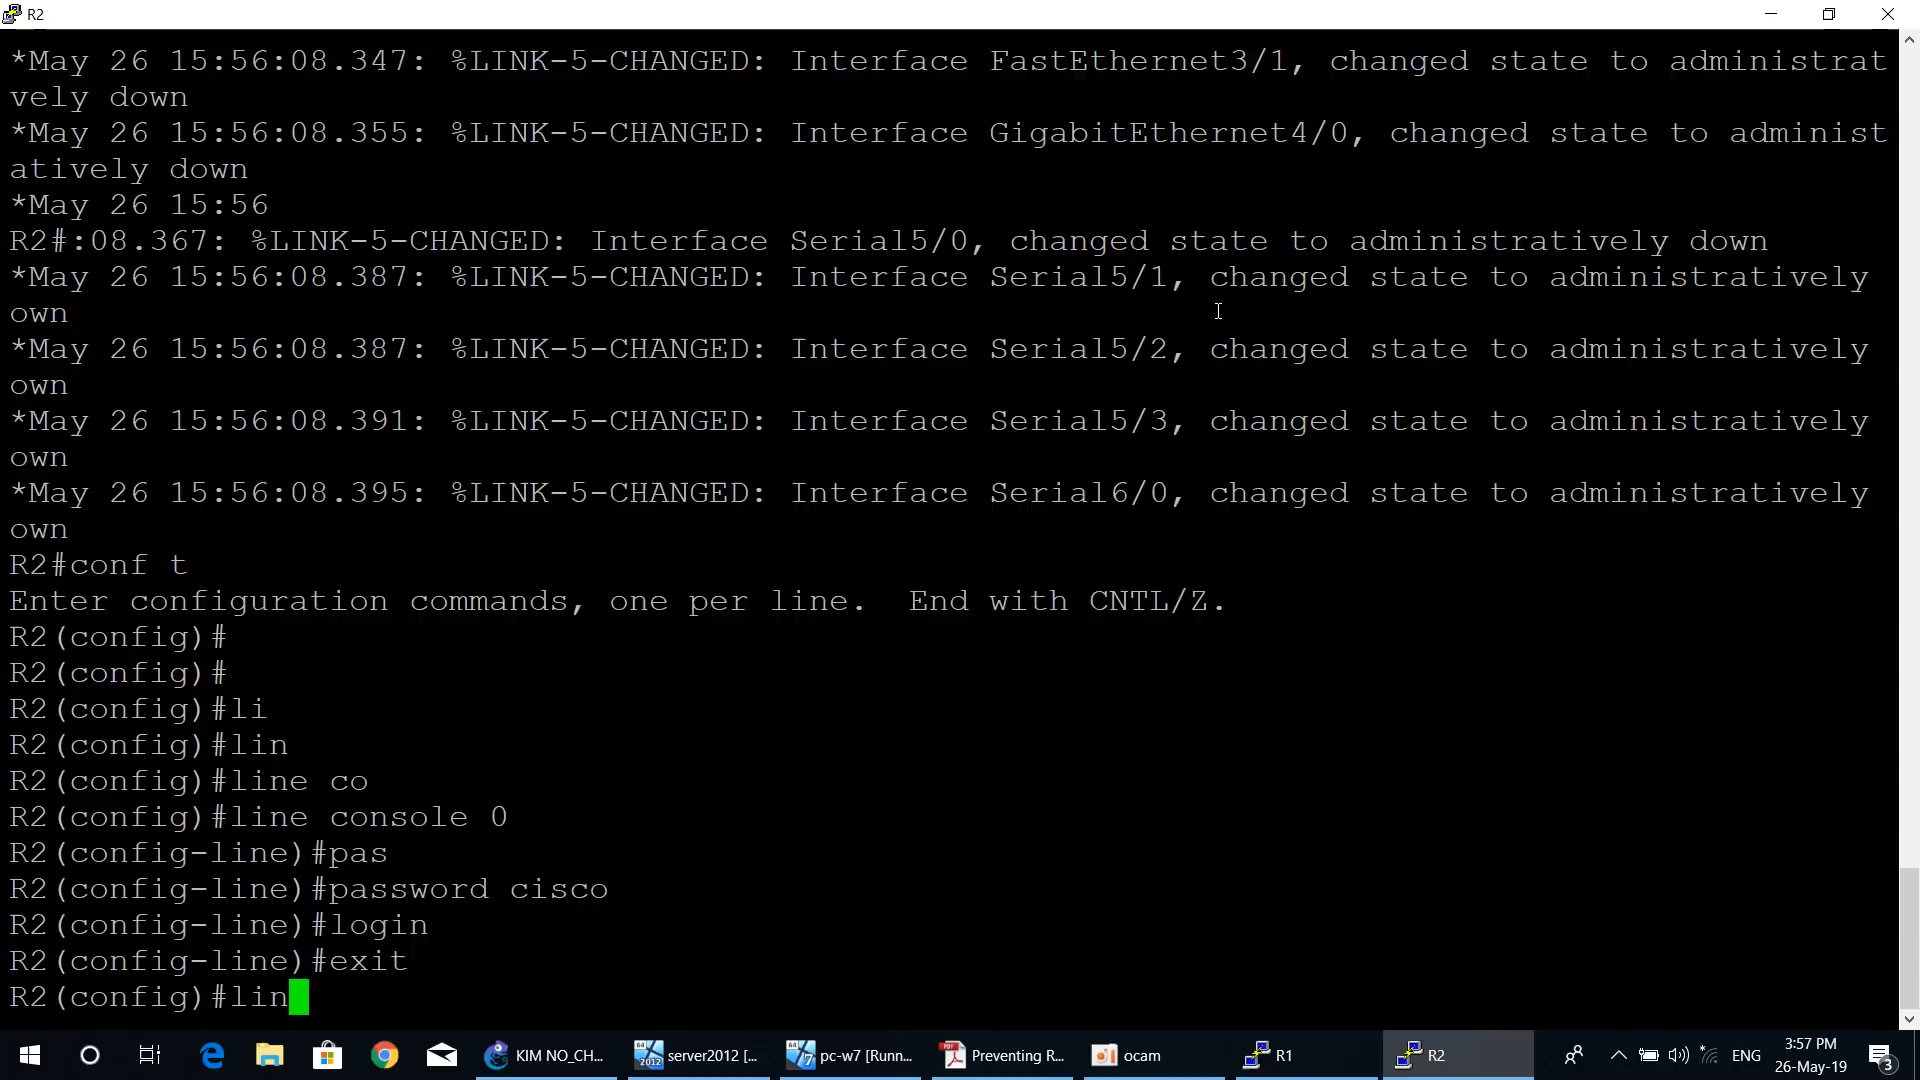 R2
*May 26 15:56:08.347: %LINK-5-CHANGED: Interface FastEthernet3/1, changed state to administrat
vely down
*May 26 15:56:08.355: %LINK-5-CHANGED: Interface GigabitEthernet4/0, changed state to administ
atively down
*May 26 15:56
R2#:08.367: %LINK-5-CHANGED: Interface Serial5/0, changed state to administratively down
*May 26 15:56:08.387: %LINK-5-CHANGED: Interface Serial5/1, changed state to administratively
own
*May 26 15:56:08.387: %LINK-5-CHANGED: Interface Serial5/2, changed state to administratively
own
*May 26 15:56:08.391: %LINK-5-CHANGED: Interface Serial5/3, changed state to administratively
own
*May 26 15:56:08.395: %LINK-5-CHANGED: Interface Serial6/0, changed state to administratively
own
R2#conf t
Enter configuration commands, one per line.  End with CNTL/Z.
R2(config)#
R2(config)#
R2(config)#li
R2(config)#lin
R2(config)#line co
R2(config)#line console 0
R2(config-line)#pas
R2(config-line)#password cisco
R2(config-line)#login
R2(config-line)#exit
R2(config)#lin
KIM NO_CH... server2012 [... pc-w7 [Runn... Preventing R... ocam R1 R2 ENG 3:57 PM
26-May-19 3